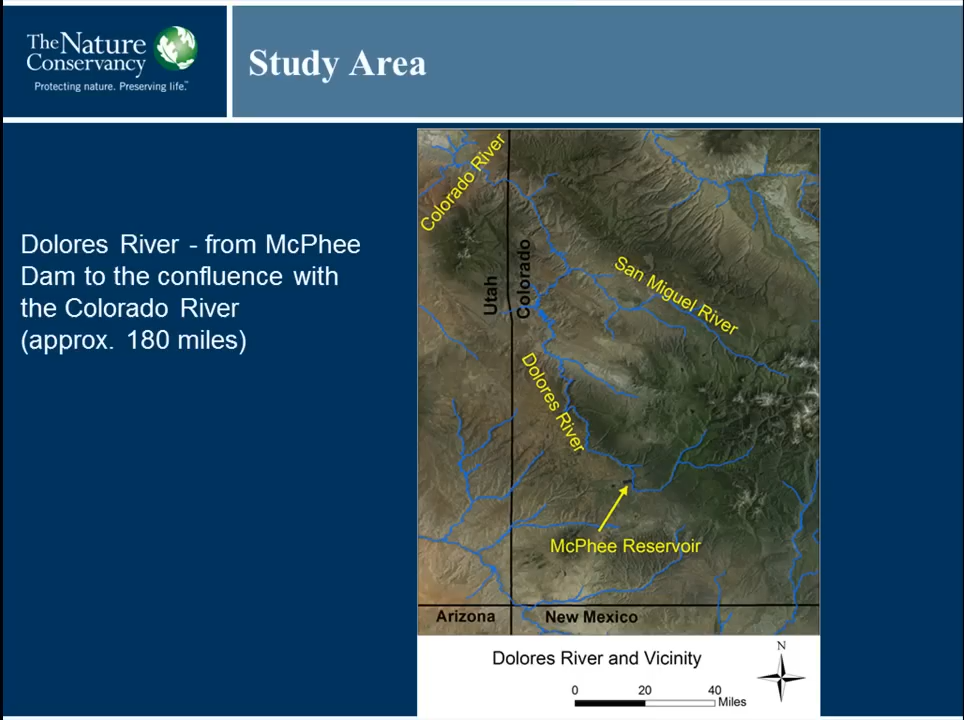 The Nature
Conservancy
Protecting nature. Preserving life.™
Study Area
Dolores River - from McPhee
Dam to the confluence with
the Colorado River
(approx. 180 miles)
Colorado River
Utah
Colorado
San Miguel River
Dolores River
McPhee Reservoir
Arizona
New Mexico
Dolores River and Vicinity
N
0 20 40
Miles